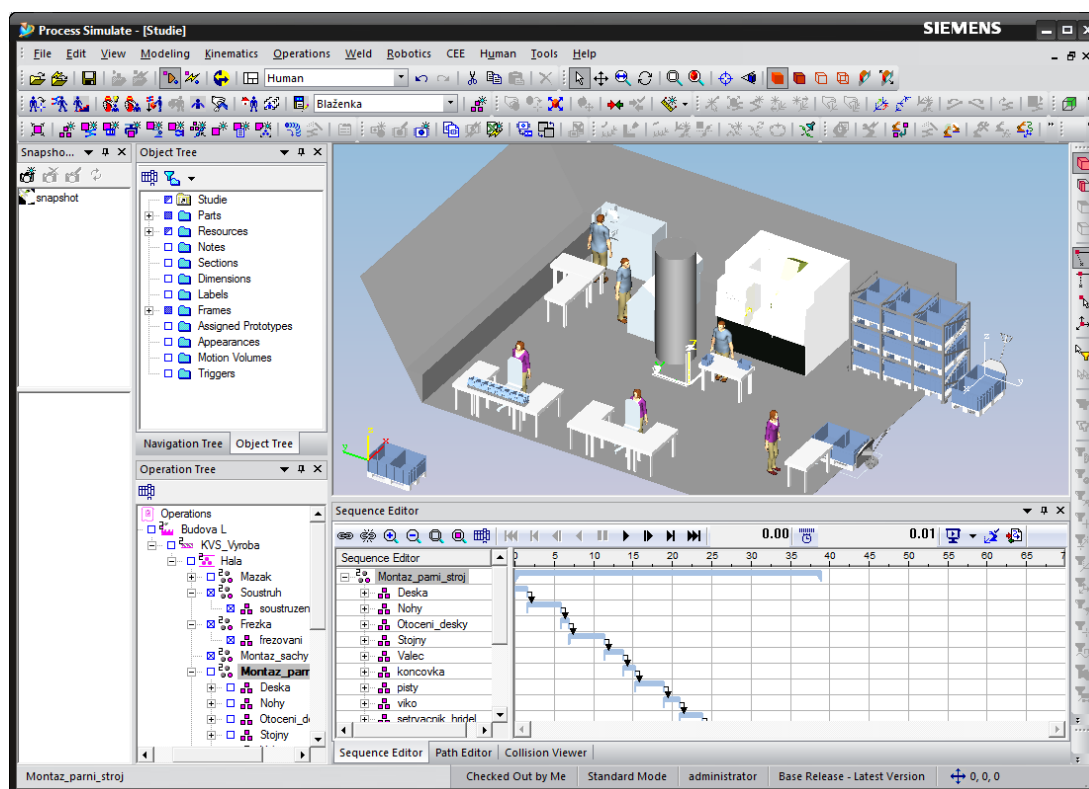 Process Simulate - [Studie]
SIEMENS
File Edit View Modeling Kinematics Operations Weld Robotics CEE Human Tools Help
Human
Blaženka
Snapsho...
snapshot
Object Tree
Studie
Parts
Resources
Notes
Sections
Dimensions
Labels
Frames
Assigned Prototypes
Appearances
Motion Volumes
Triggers
Navigation Tree Object Tree
Operation Tree
Operations
Budova L
KVS_Vyroba
Hala
Mazak
Soustruh
soustruzen
Frezka
frezovani
Montaz_sachy
Montaz_parr
Deska
Nohy
Otoceni_d
Stojny
Sequence Editor
0.00 0.01
Sequence Editor
5 10 15 20 25 30 35 40 45 50 55 60 65 7
Montaz_parni_stroj
Deska
Nohy
Otoceni_desky
Stojny
Valec
koncovka
pisty
viko
setrvacnik_hridel
Sequence Editor Path Editor Collision Viewer
Montaz_parni_stroj
Checked Out by Me Standard Mode administrator Base Release - Latest Version 0, 0, 0